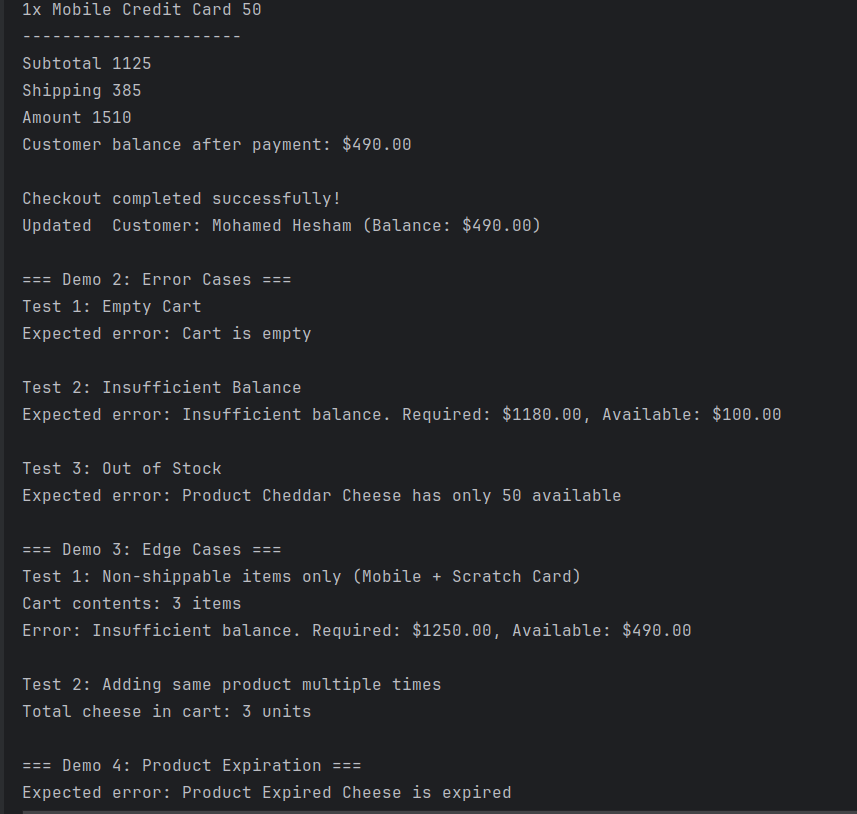 1x Mobile Credit Card 50
----------------------
Subtotal 1125
Shipping 385
Amount 1510
Customer balance after payment: $490.00
Checkout completed successfully!
Updated  Customer: Mohamed Hesham (Balance: $490.00)
=== Demo 2: Error Cases ===
Test 1: Empty Cart
Expected error: Cart is empty
Test 2: Insufficient Balance
Expected error: Insufficient balance. Required: $1180.00, Available: $100.00
Test 3: Out of Stock
Expected error: Product Cheddar Cheese has only 50 available
=== Demo 3: Edge Cases ===
Test 1: Non-shippable items only (Mobile + Scratch Card)
Cart contents: 3 items
Error: Insufficient balance. Required: $1250.00, Available: $490.00
Test 2: Adding same product multiple times
Total cheese in cart: 3 units
=== Demo 4: Product Expiration ===
Expected error: Product Expired Cheese is expired